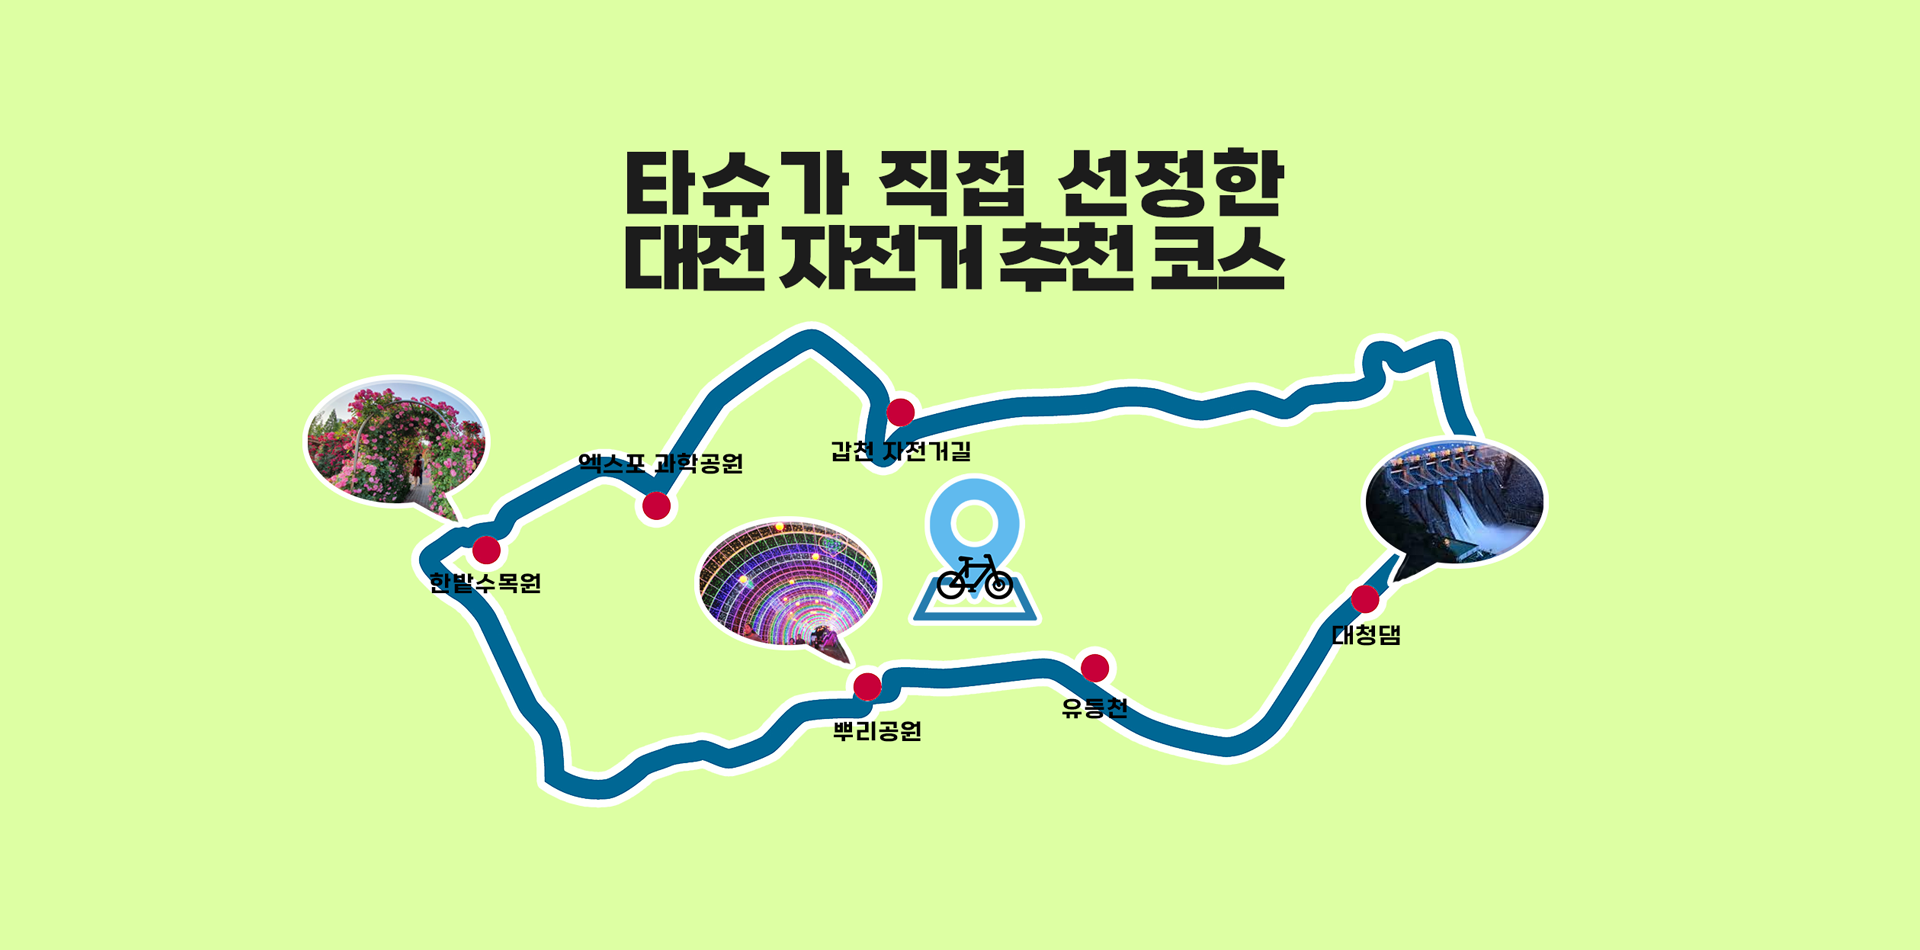 타슈가 직접 선정한
대전 자전거 추천 코스
갑천 자전거길
엑스포 과학공원
한밭수목원
대청댐
유등천
뿌리공원